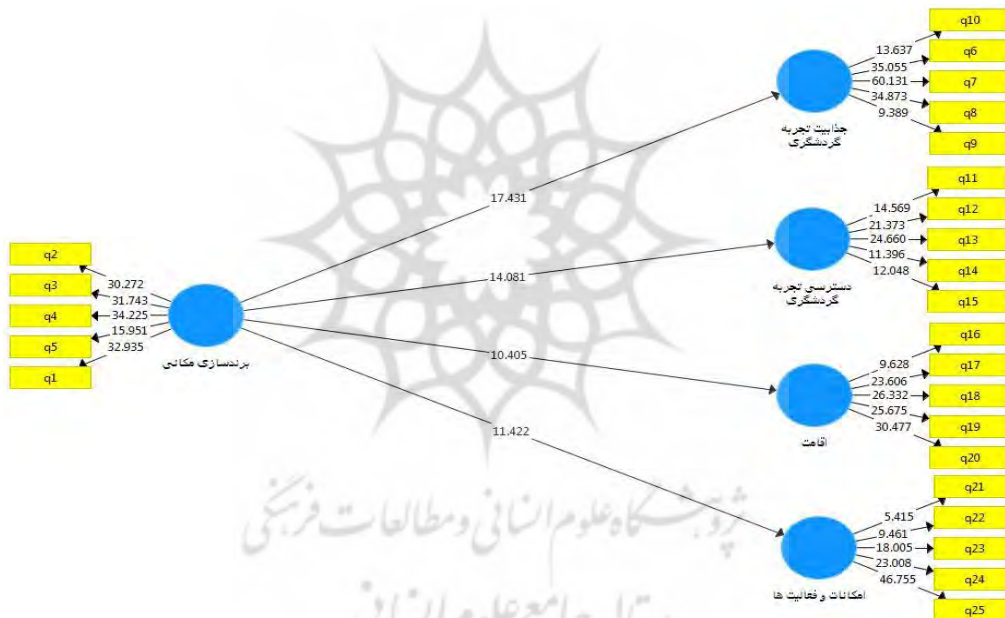 q10
q6
q7
q8
q9
13.637
35.055
60.131
34.873
9.389
جذابیت تجربه
گردشگری
17.431
q11
q12
q13
q14
q15
14.569
21.373
24.660
11.396
12.048
دسترسی تجربه
گردشگری
14.081
q2
q3
q4
q5
q1
30.272
31.743
34.225
15.951
32.935
برندسازی مکانی
10.405
q16
q17
q18
q19
q20
9.628
23.606
26.332
25.675
30.477
اقامت
11.422
q21
q22
q23
q24
q25
5.415
9.461
18.005
23.008
46.755
امکانات و فعالیت ها
پژوهشگاه علوم انسانی و مطالعات فرهنگی
پرتال جامع علوم انسانی